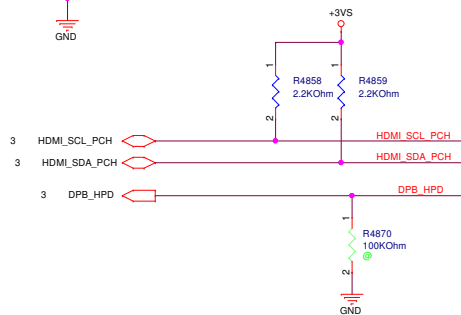 +3VS
GND
1
1
R4858
2.2KOhm
R4859
2.2KOhm
2
2
3 HDMI_SCL_PCH HDMI_SCL_PCH
3 HDMI_SDA_PCH HDMI_SDA_PCH
3 DPB_HPD DPB_HPD
1
R4870
100KOhm
@
2
GND